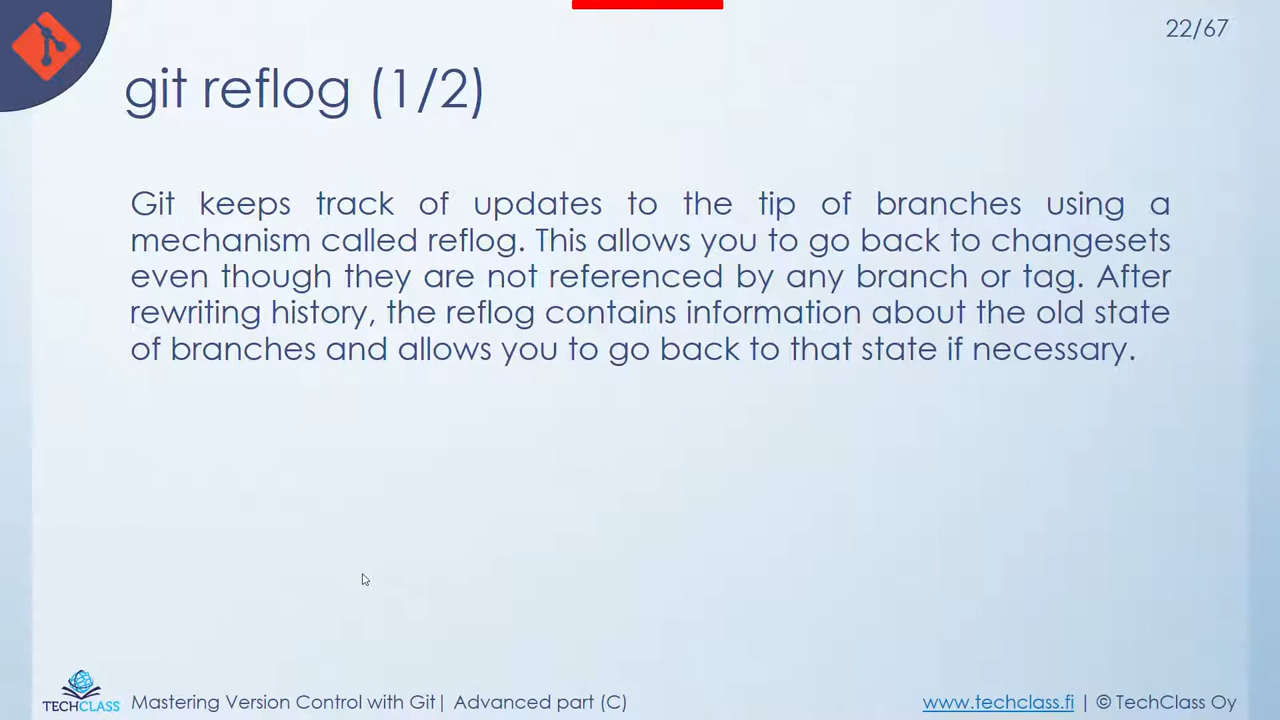 22/67
git reflog (1/2)
Git keeps track of updates to the tip of branches using a
mechanism called reflog. This allows you to go back to changesets
even though they are not referenced by any branch or tag. After
rewriting history, the reflog contains information about the old state
of branches and allows you to go back to that state if necessary.
TECHCLASS
Mastering Version Control with Git| Advanced part (C)
www.techclass.fi | © TechClass Oy